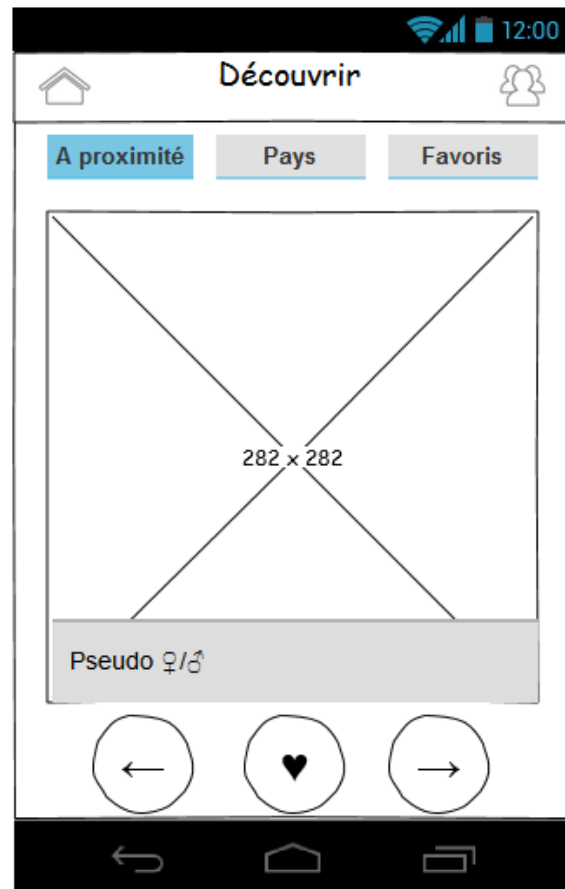 12:00
Découvrir
A proximité Pays Favoris
282 x 282
Pseudo ♀/♂
← ♥ →